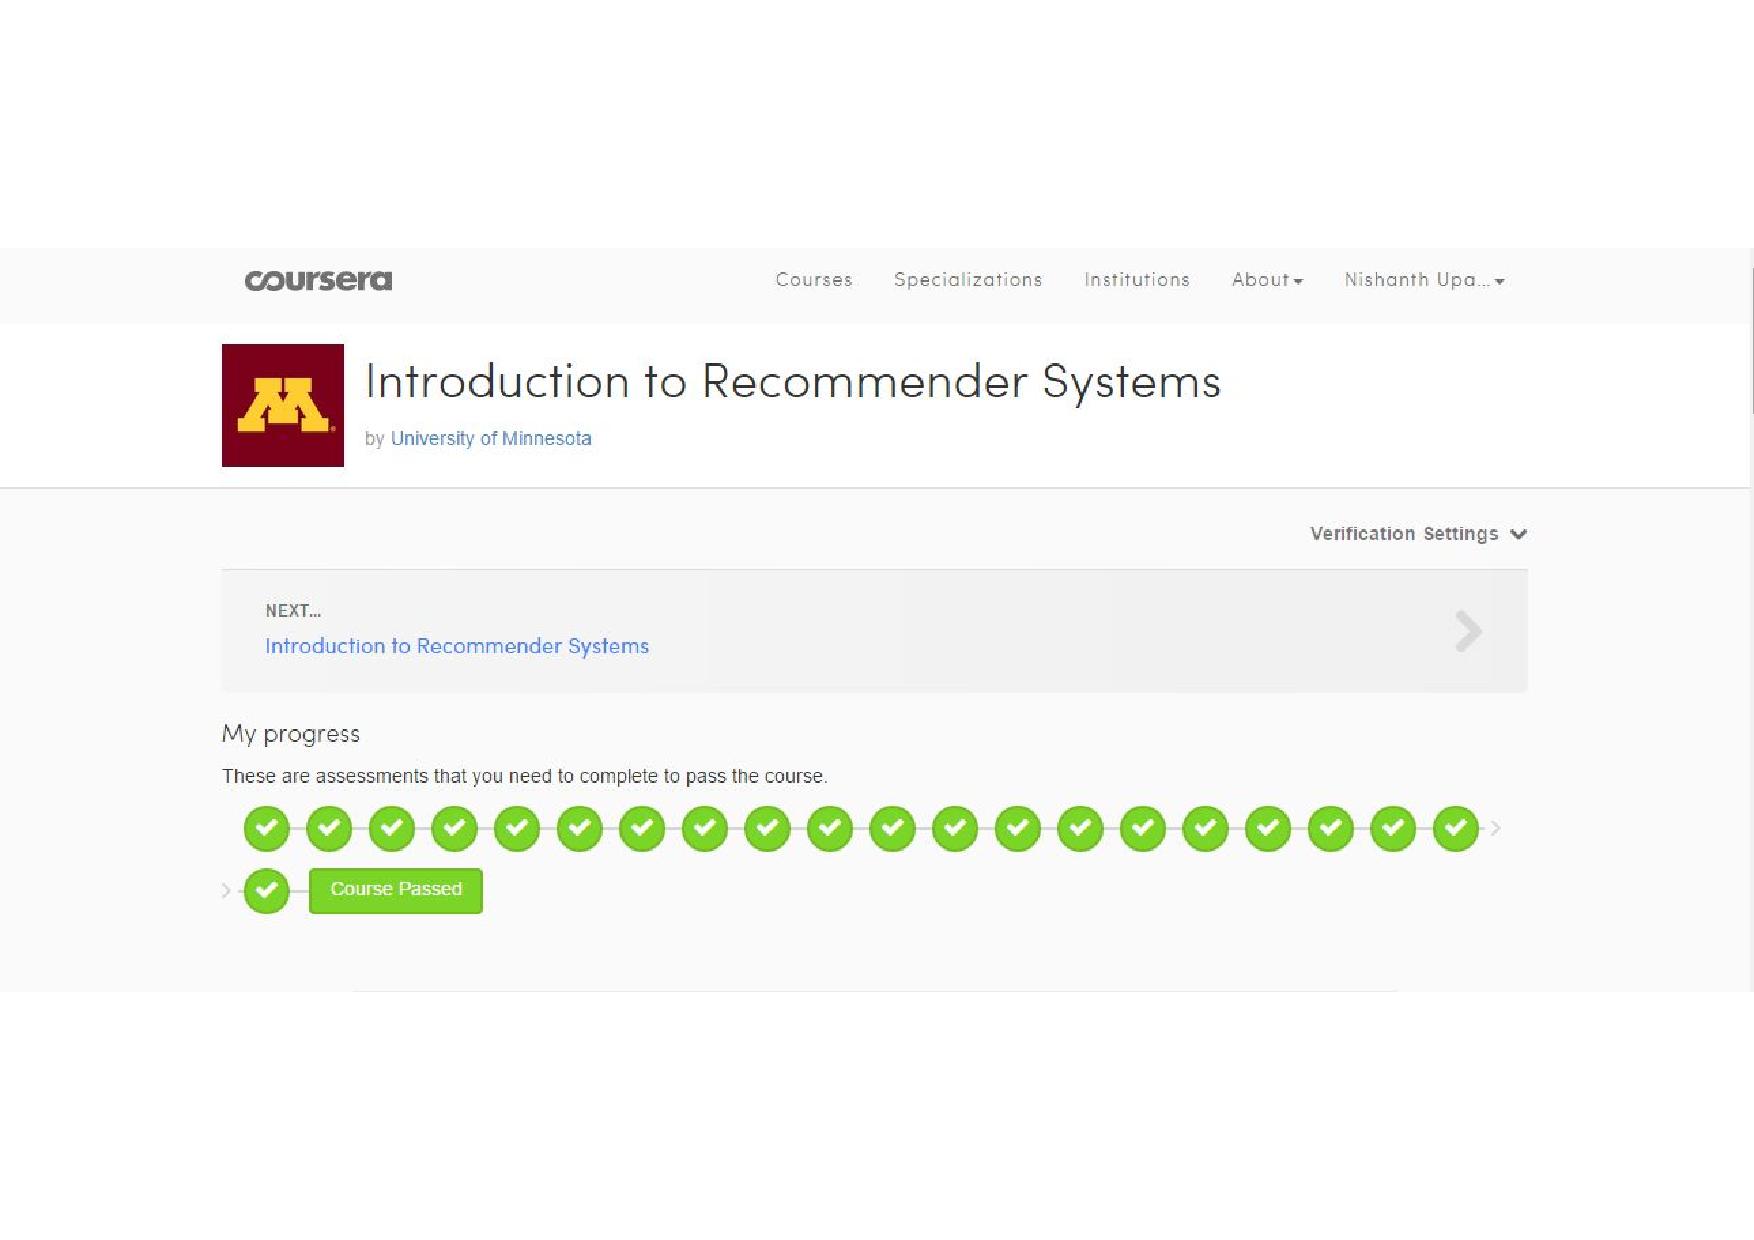 coursera
Courses Specializations Institutions About Nishanth Upa...
M
Introduction to Recommender Systems
by University of Minnesota
Verification Settings
NEXT...
Introduction to Recommender Systems
My progress
These are assessments that you need to complete to pass the course.
Course Passed